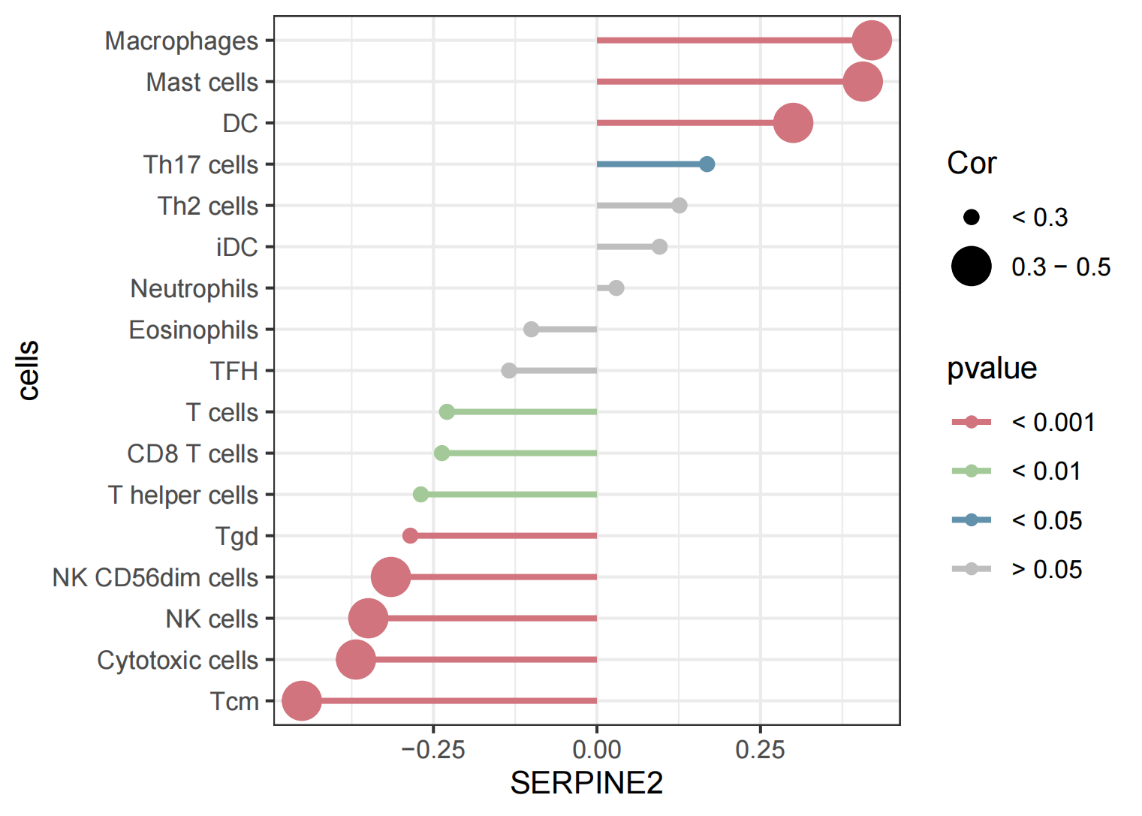 Macrophages
Mast cells
DC
Th17 cells
Th2 cells
iDC
Neutrophils
Eosinophils
TFH
T cells
CD8 T cells
T helper cells
Tgd
NK CD56dim cells
NK cells
Cytotoxic cells
Tcm
cells
−0.25 0.00 0.25
SERPINE2
Cor
< 0.3
0.3 − 0.5
pvalue
< 0.001
< 0.01
< 0.05
> 0.05